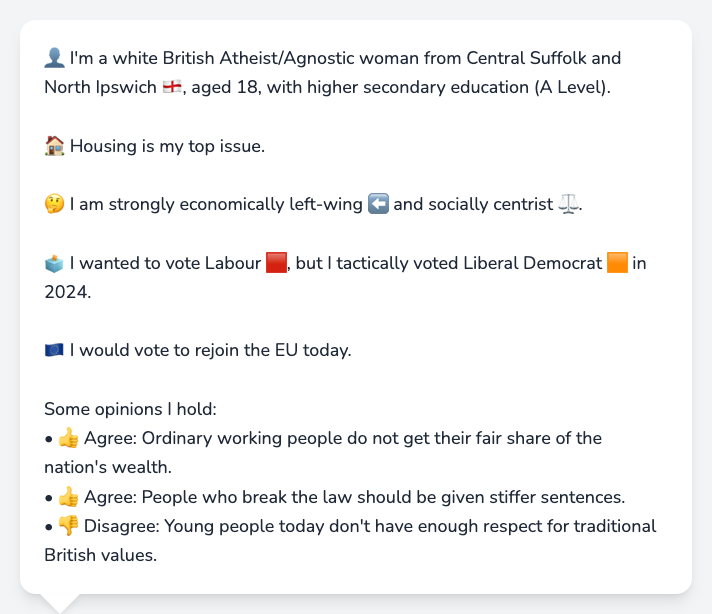 👤 I'm a white British Atheist/Agnostic woman from Central Suffolk and
North Ipswich 🏴󠁧󠁢󠁥󠁮󠁧󠁿, aged 18, with higher secondary education (A Level).
🏠 Housing is my top issue.
🤔 I am strongly economically left-wing ⬅️ and socially centrist ⚖️.
🗳️ I wanted to vote Labour 🟥, but I tactically voted Liberal Democrat 🟧 in
2024.
🇪🇺 I would vote to rejoin the EU today.
Some opinions I hold:
• 👍 Agree: Ordinary working people do not get their fair share of the
nation's wealth.
• 👍 Agree: People who break the law should be given stiffer sentences.
• 👎 Disagree: Young people today don't have enough respect for traditional
British values.